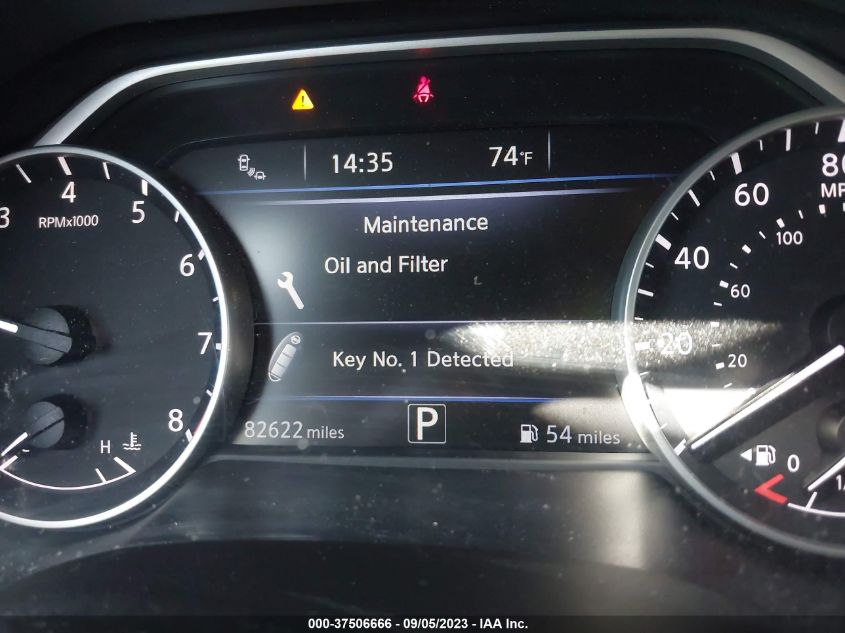 14:35 74°F
Maintenance
Oil and Filter
Key No. 1 Detected
82622 miles P 54 miles
3 4 5 6 7 8
RPMx1000
H
20 40 60 80
20 60 100
0
000-37506666 - 09/05/2023 - IAA Inc.